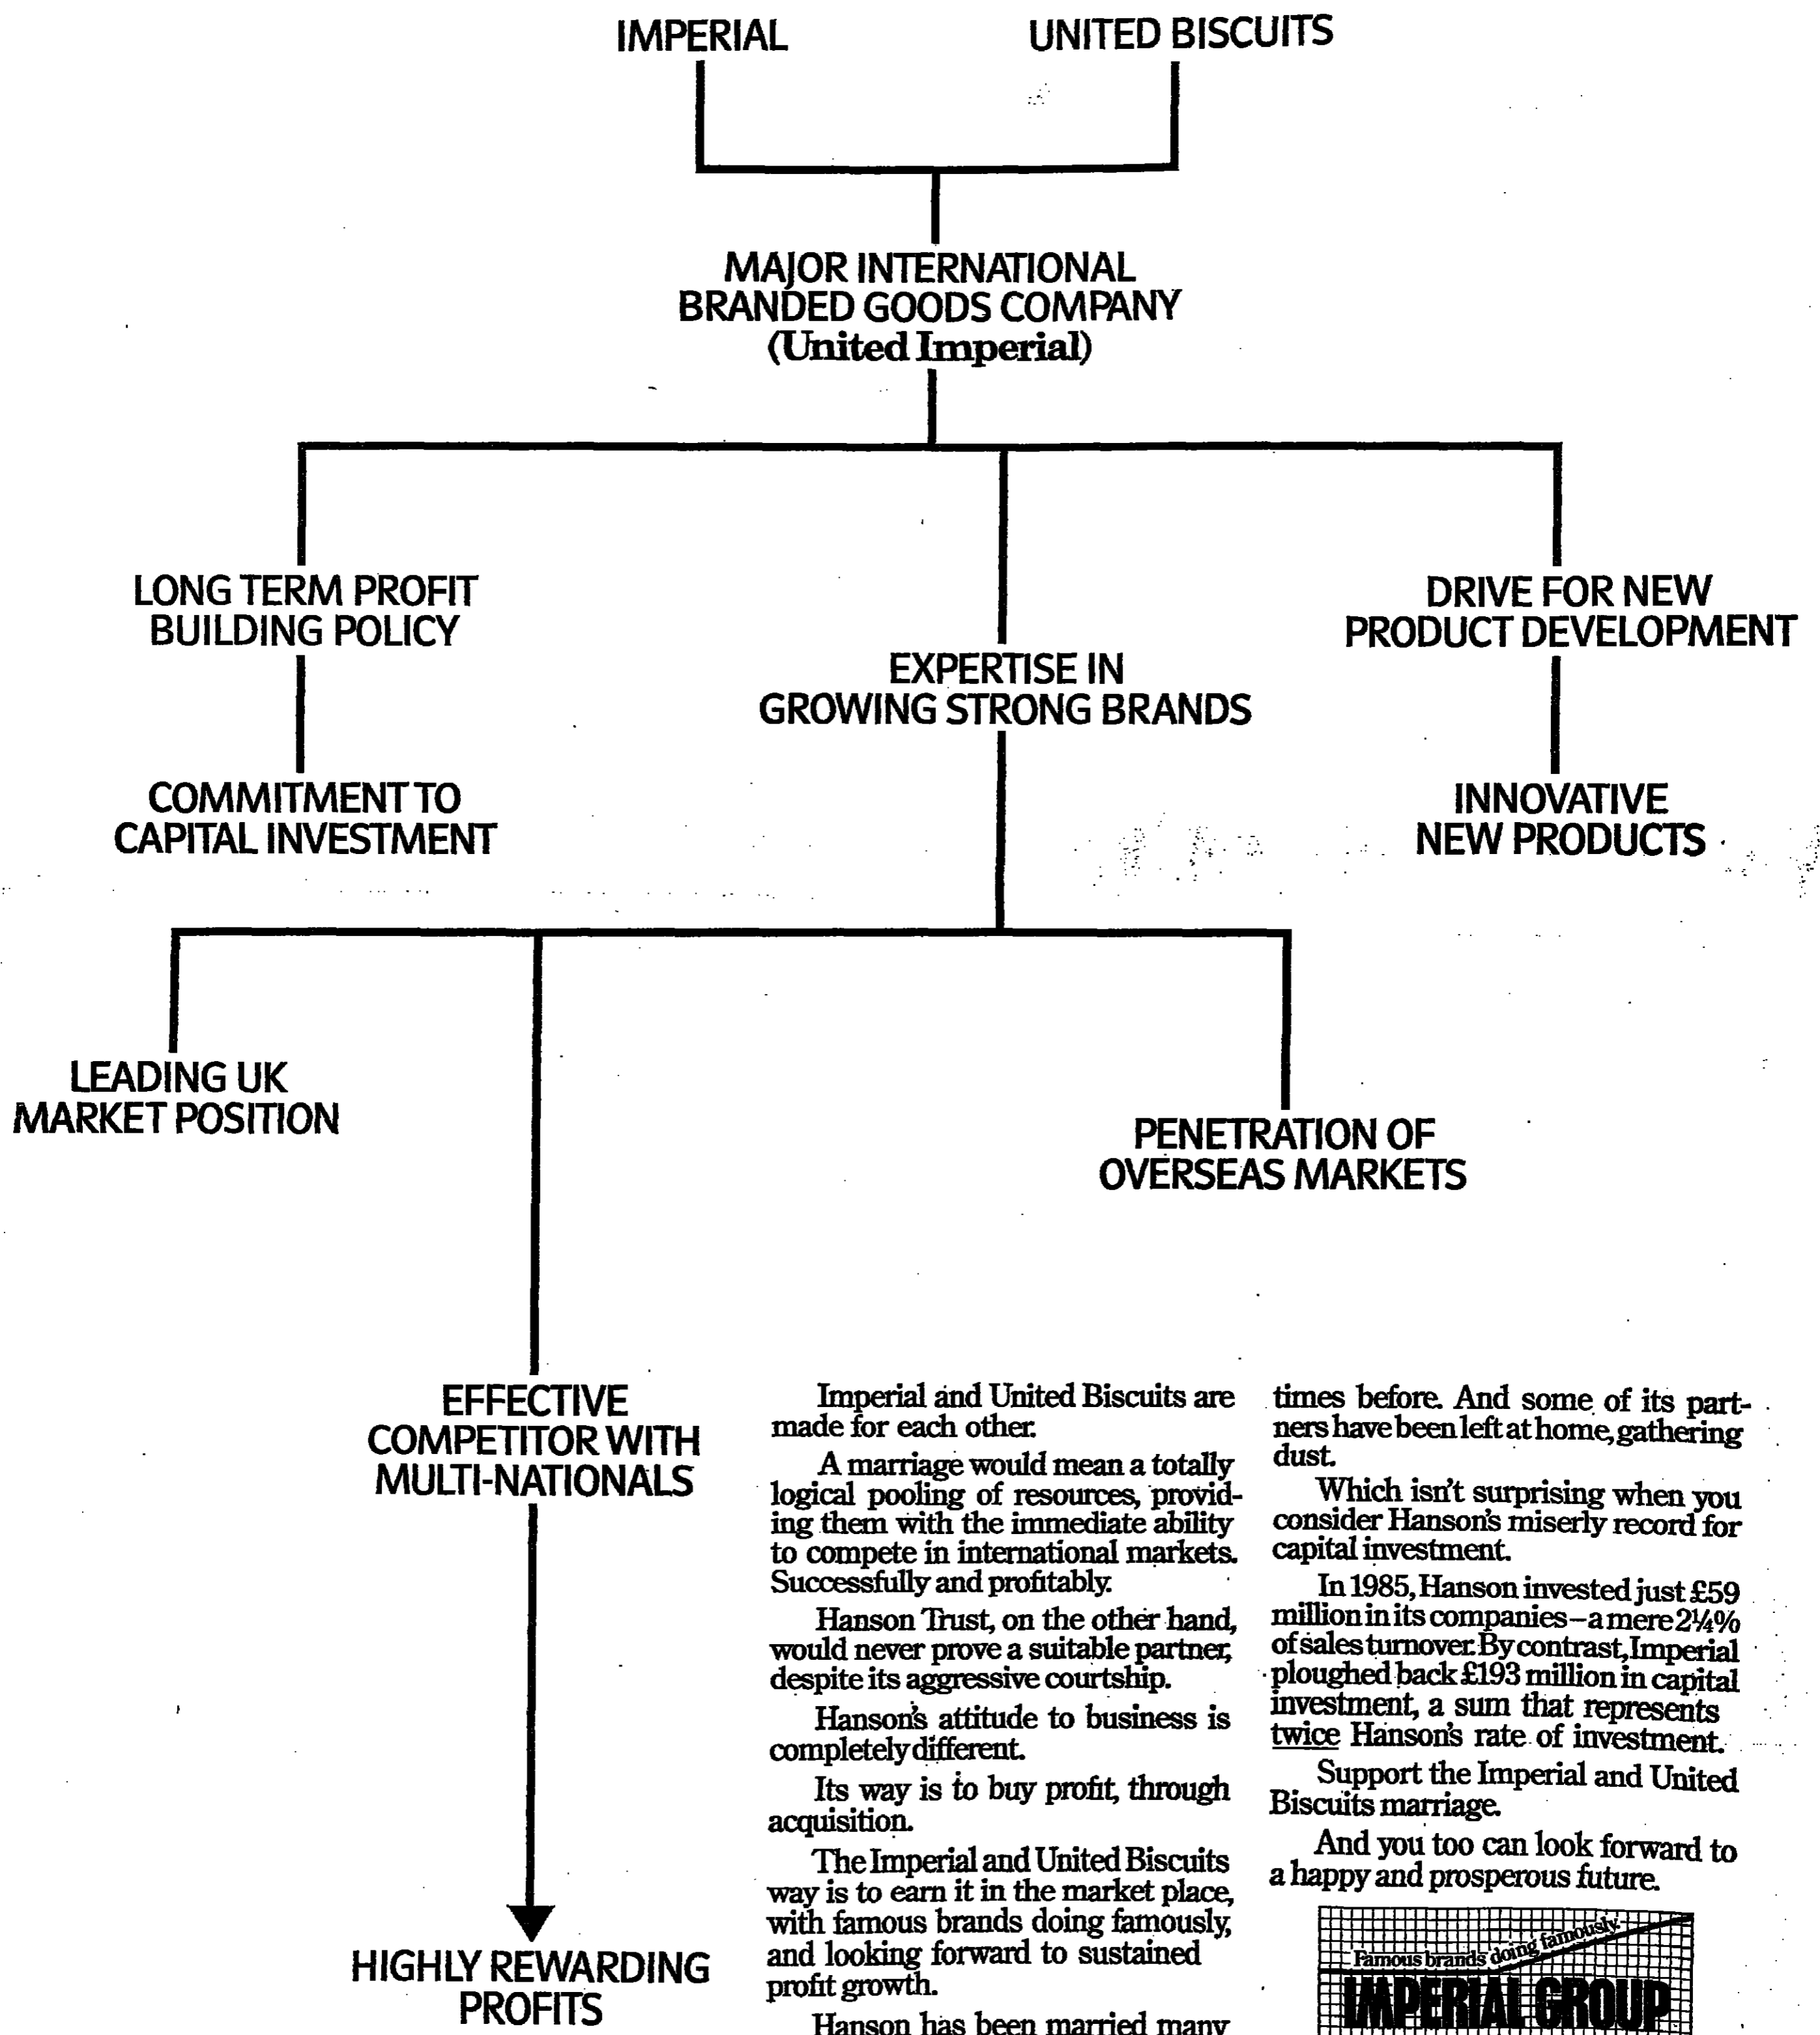 IMPERIAL
UNITED BISCUITS
MAJOR INTERNATIONAL
BRANDED GOODS COMPANY
(United Imperial)
LONG TERM PROFIT
BUILDING POLICY
DRIVE FOR NEW
PRODUCT DEVELOPMENT
EXPERTISE IN
GROWING STRONG BRANDS
COMMITMENT TO
CAPITAL INVESTMENT
INNOVATIVE
NEW PRODUCTS
LEADING UK
MARKET POSITION
PENETRATION OF
OVERSEAS MARKETS
EFFECTIVE
COMPETITOR WITH
MULTI-NATIONALS
HIGHLY REWARDING
PROFITS
Imperial and United Biscuits are
made for each other.
A marriage would mean a totally
logical pooling of resources, provid-
ing them with the immediate ability
to compete in international markets.
Successfully and profitably.
Hanson Trust, on the other hand,
would never prove a suitable partner,
despite its aggressive courtship.
Hanson's attitude to business is
completely different.
Its way is to buy profit, through
acquisition.
The Imperial and United Biscuits
way is to earn it in the market place,
with famous brands doing famously,
and looking forward to sustained
profit growth.
Hanson has been married many
times before. And some of its part-
ners have been left at home, gathering
dust.
Which isn't surprising when you
consider Hanson's miserly record for
capital investment.
In 1985, Hanson invested just £59
million in its companies–a mere 2¼%
of sales turnover. By contrast, Imperial
ploughed back £193 million in capital
investment, a sum that represents
twice Hanson's rate of investment.
Support the Imperial and United
Biscuits marriage.
And you too can look forward to
a happy and prosperous future.
Famous brands doing famously.
IMPERIAL GROUP